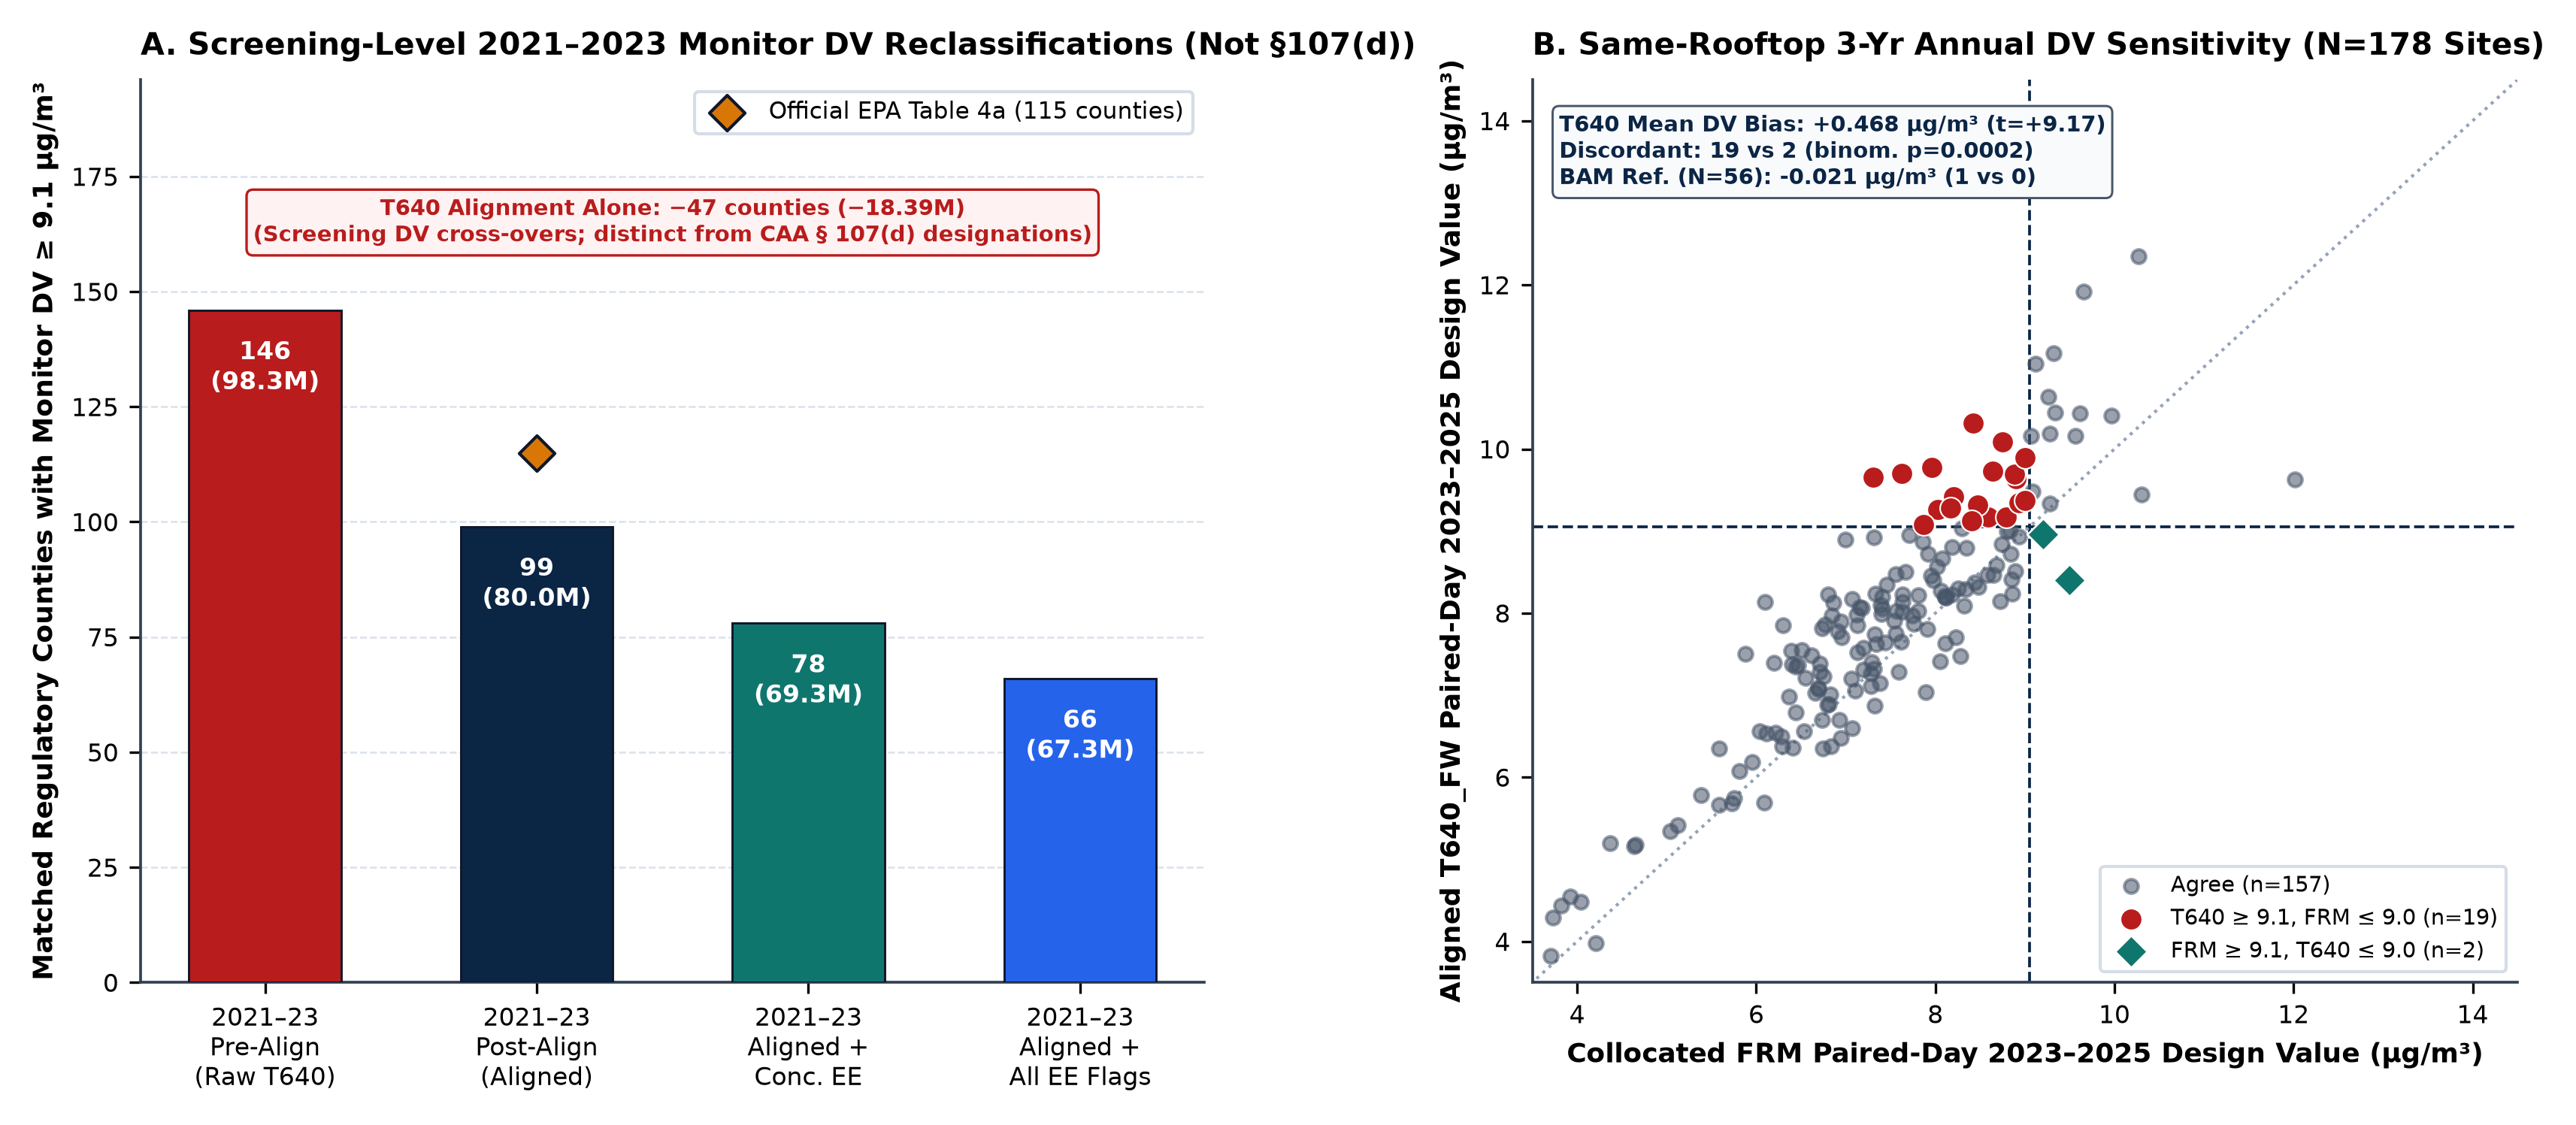 A. Screening-Level 2021–2023 Monitor DV Reclassifications (Not §107(d))
Matched Regulatory Counties with Monitor DV ≥ 9.1 µg/m³
175
150
125
100
75
50
25
0
Official EPA Table 4a (115 counties)
T640 Alignment Alone: −47 counties (−18.39M)
(Screening DV cross-overs; distinct from CAA § 107(d) designations)
146
(98.3M)
99
(80.0M)
78
(69.3M)
66
(67.3M)
2021–23
Pre-Align
(Raw T640)
2021–23
Post-Align
(Aligned)
2021–23
Aligned +
Conc. EE
2021–23
Aligned +
All EE Flags
B. Same-Rooftop 3-Yr Annual DV Sensitivity (N=178 Sites)
Aligned T640_FW Paired-Day 2023–2025 Design Value (µg/m³)
14
12
10
8
6
4
T640 Mean DV Bias: +0.468 µg/m³ (t=+9.17)
Discordant: 19 vs 2 (binom. p=0.0002)
BAM Ref. (N=56): -0.021 µg/m³ (1 vs 0)
Agree (n=157)
T640 ≥ 9.1, FRM ≤ 9.0 (n=19)
FRM ≥ 9.1, T640 ≤ 9.0 (n=2)
4
6
8
10
12
14
Collocated FRM Paired-Day 2023–2025 Design Value (µg/m³)